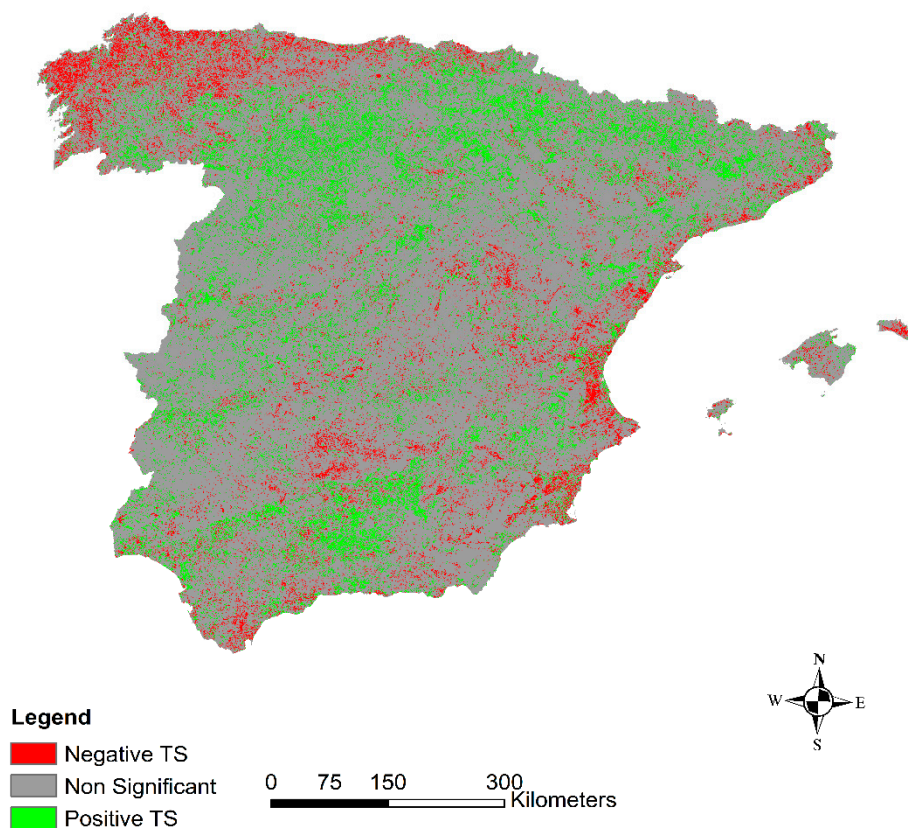 N
W E
S
Legend
Negative TS
Non Significant
Positive TS
0 75 150 300
Kilometers